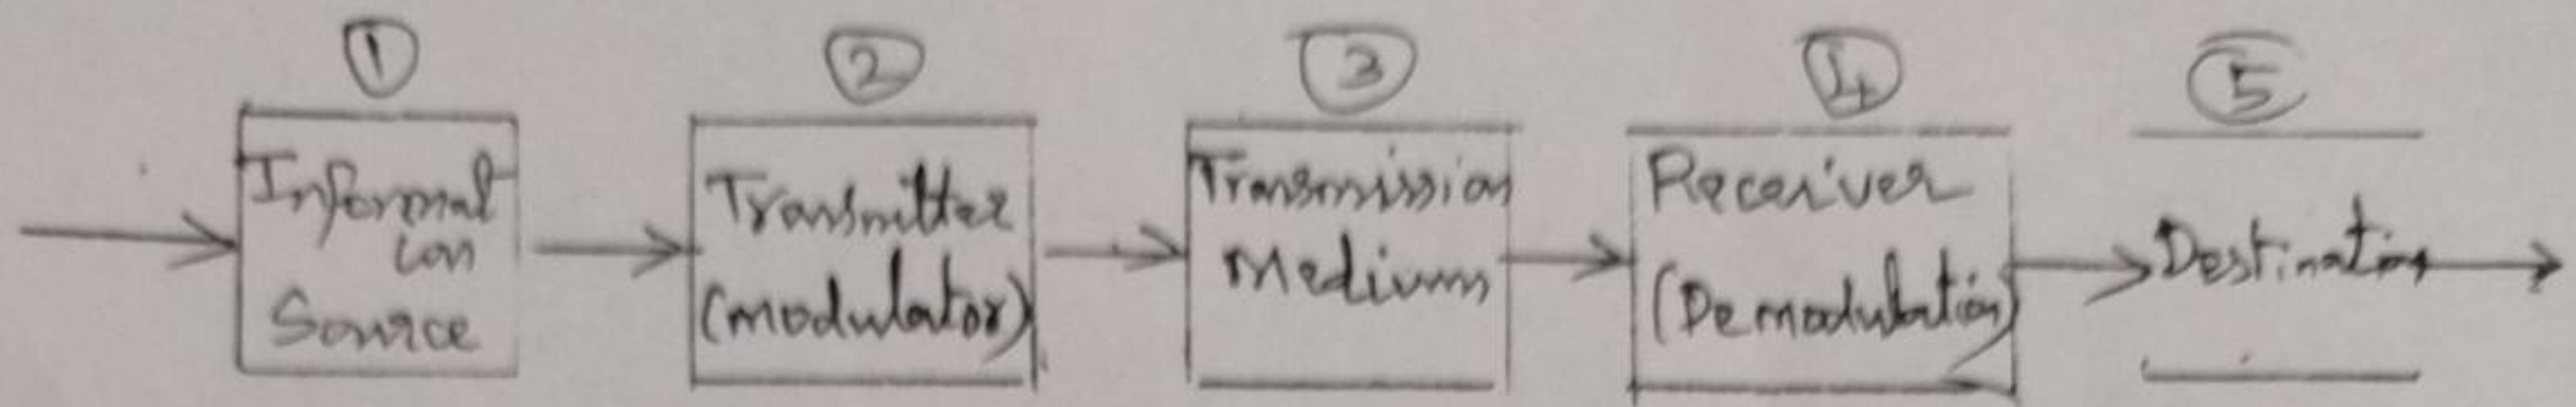 ①
Informat
ion
Source
②
Transmitter
(modulator)
③
Transmission
Medium
④
Receiver
(Demodulation)
⑤
Destination